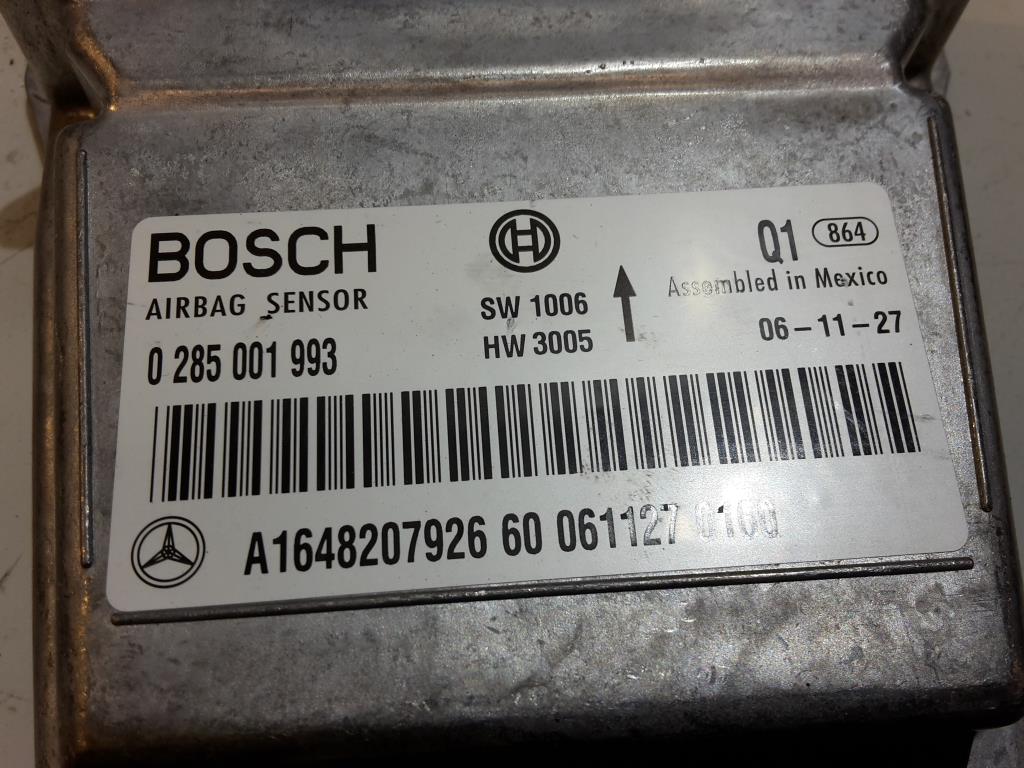 BOSCH
AIRBAG SENSOR
0 285 001 993
SW 1006
HW 3005
Q1 864
Assembled in Mexico
06-11-27
A1648207926 60 061127